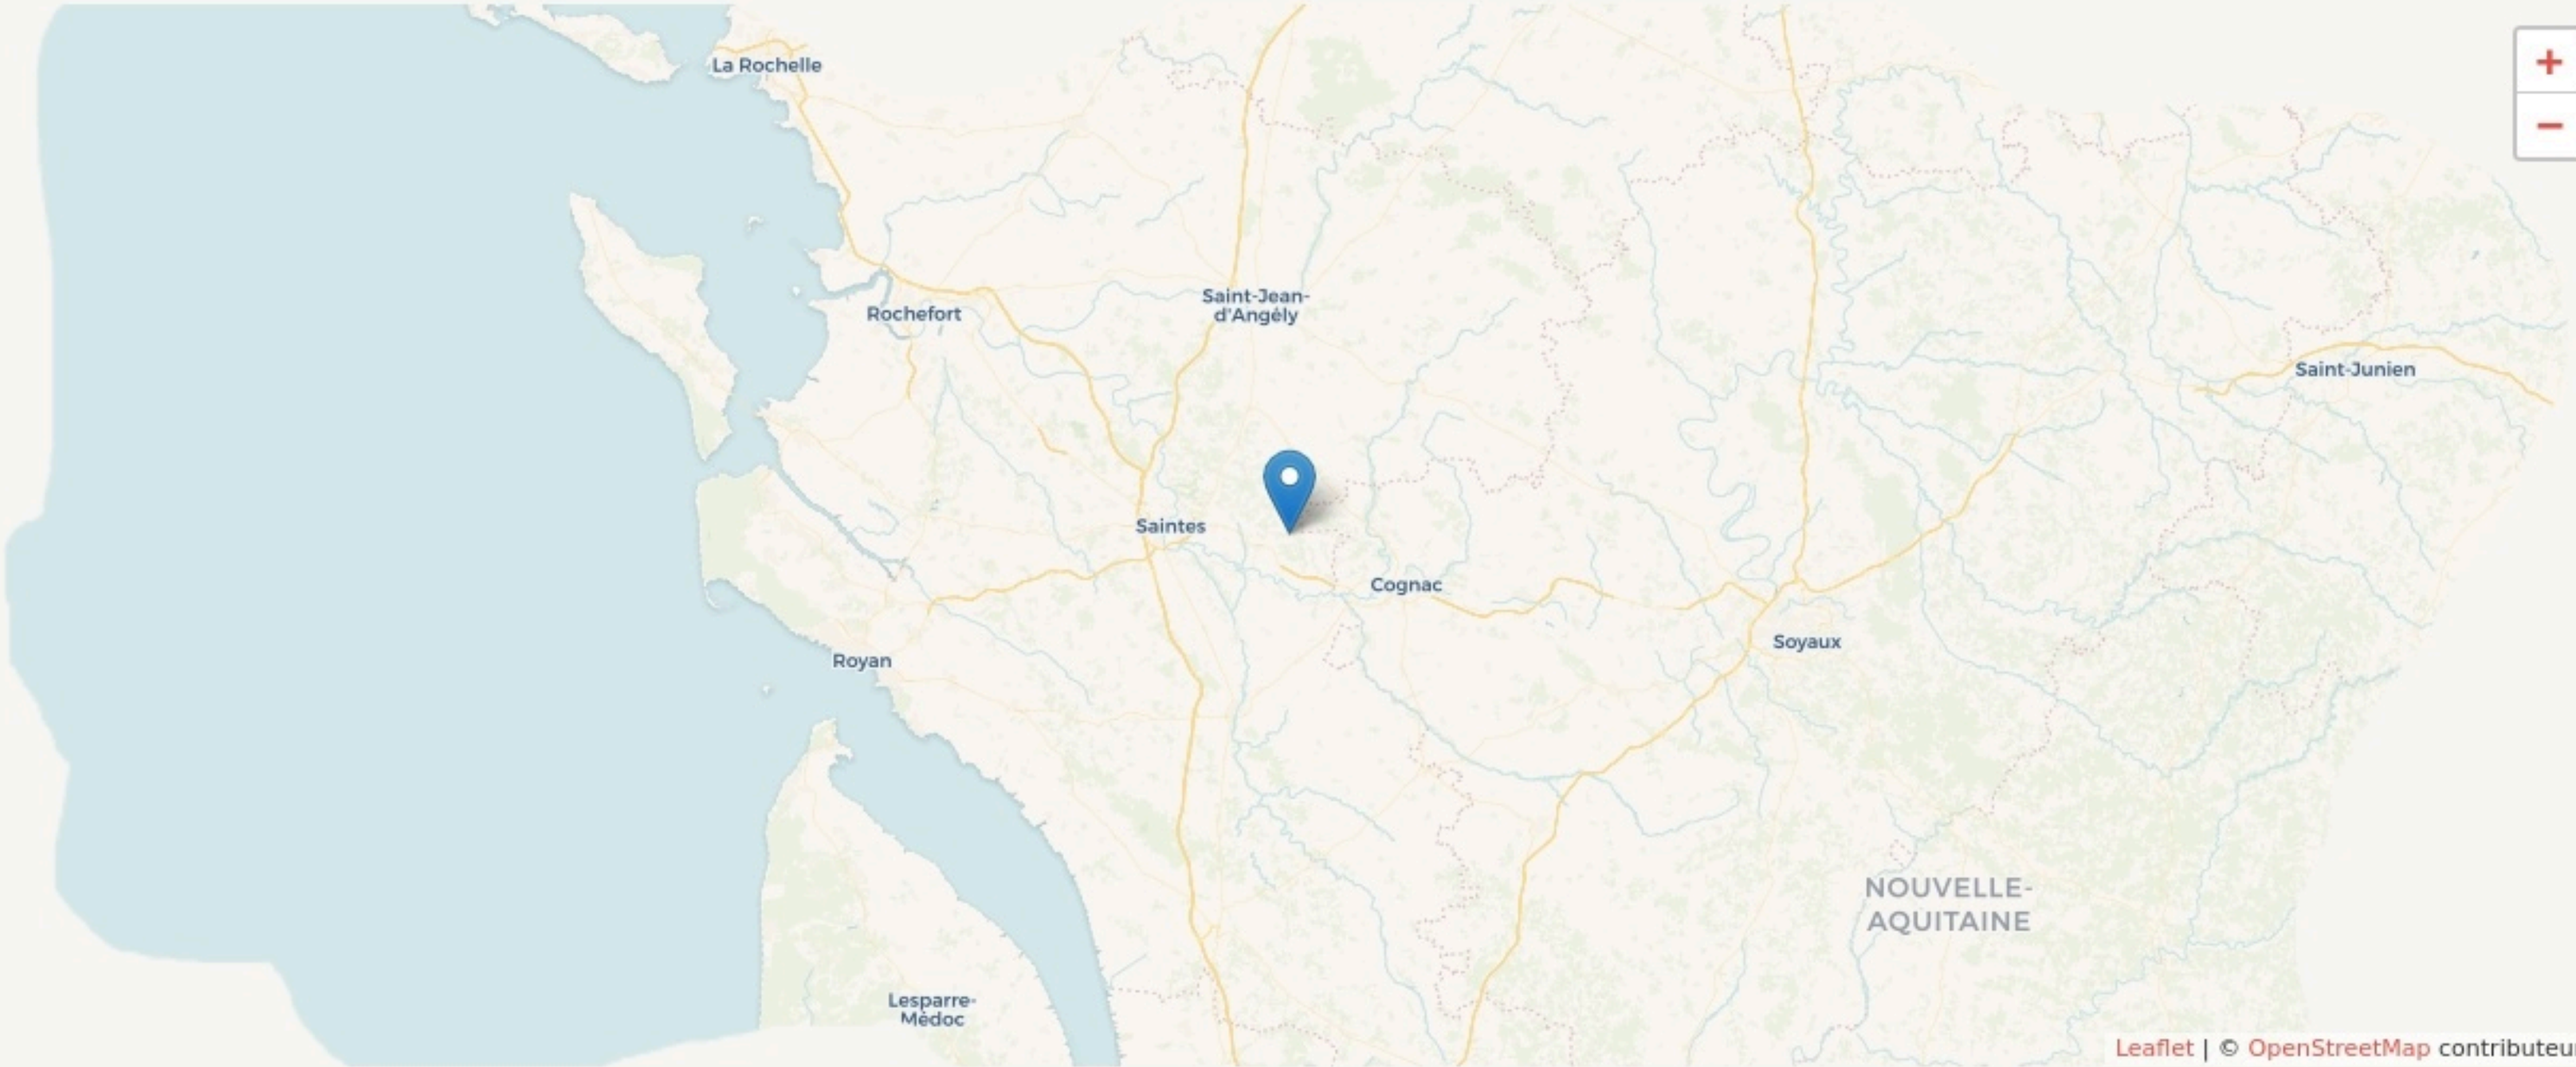 La Rochelle
+
−
Saint-Jean-
d'Angély
Rochefort
Saint-Junien
Saintes
Cognac
Soyaux
Royan
NOUVELLE-
AQUITAINE
Lesparre-
Médoc
Leaflet | © OpenStreetMap contributeu